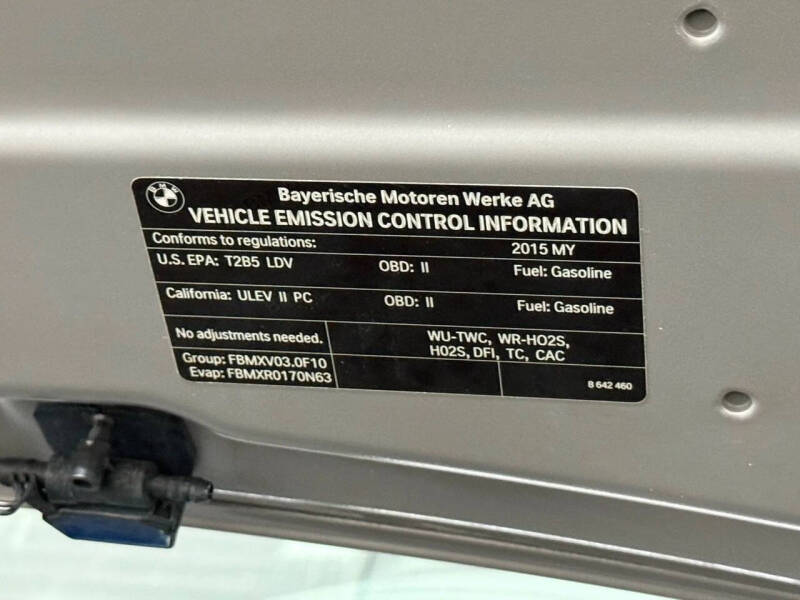 BMW
Bayerische Motoren Werke AG
VEHICLE EMISSION CONTROL INFORMATION
Conforms to regulations: 2015 MY
U.S. EPA: T2B5 LDV OBD: II Fuel: Gasoline
California: ULEV II PC OBD: II Fuel: Gasoline
No adjustments needed. WU-TWC, WR-HO2S,
H02S, DFI, TC, CAC
Group: FBMXV03.0F10
Evap: FBMXR0170N63 8 642 460